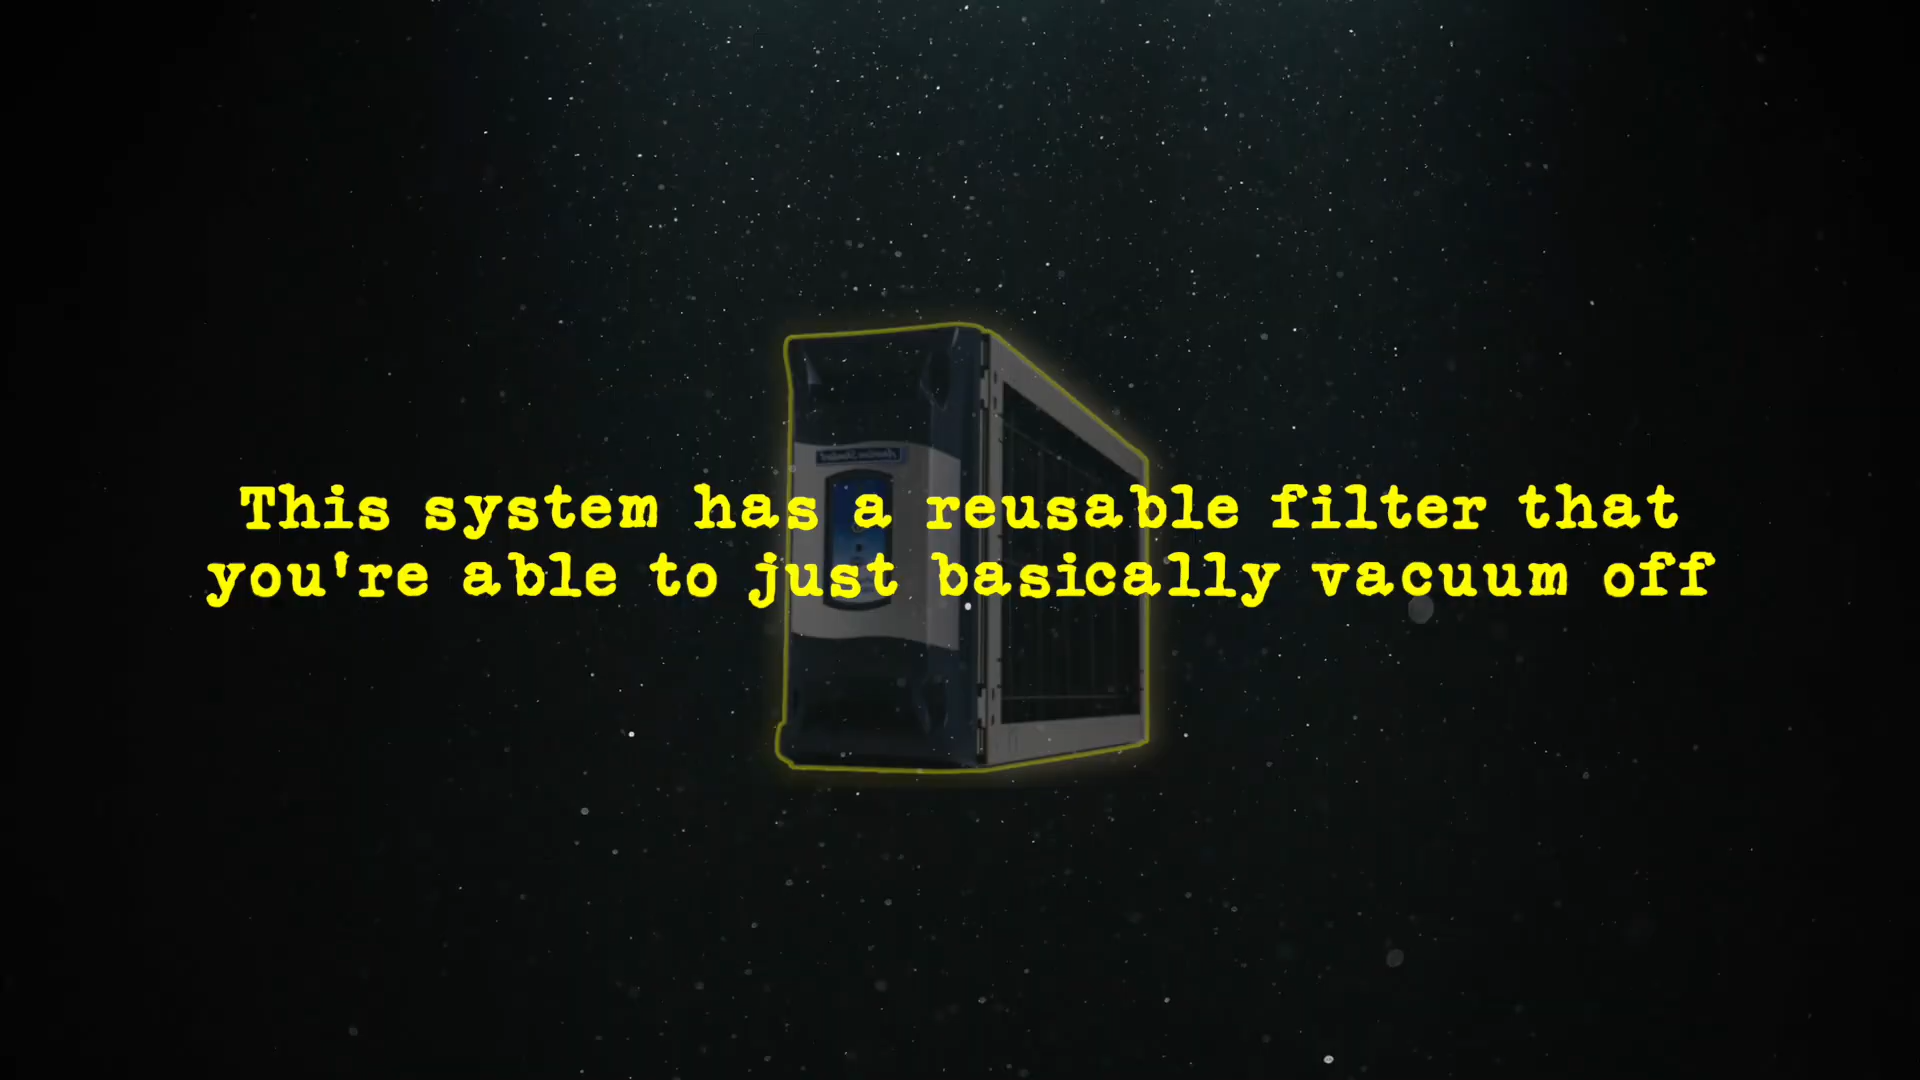 This system has a reusable filter that
you're able to just basically vacuum off